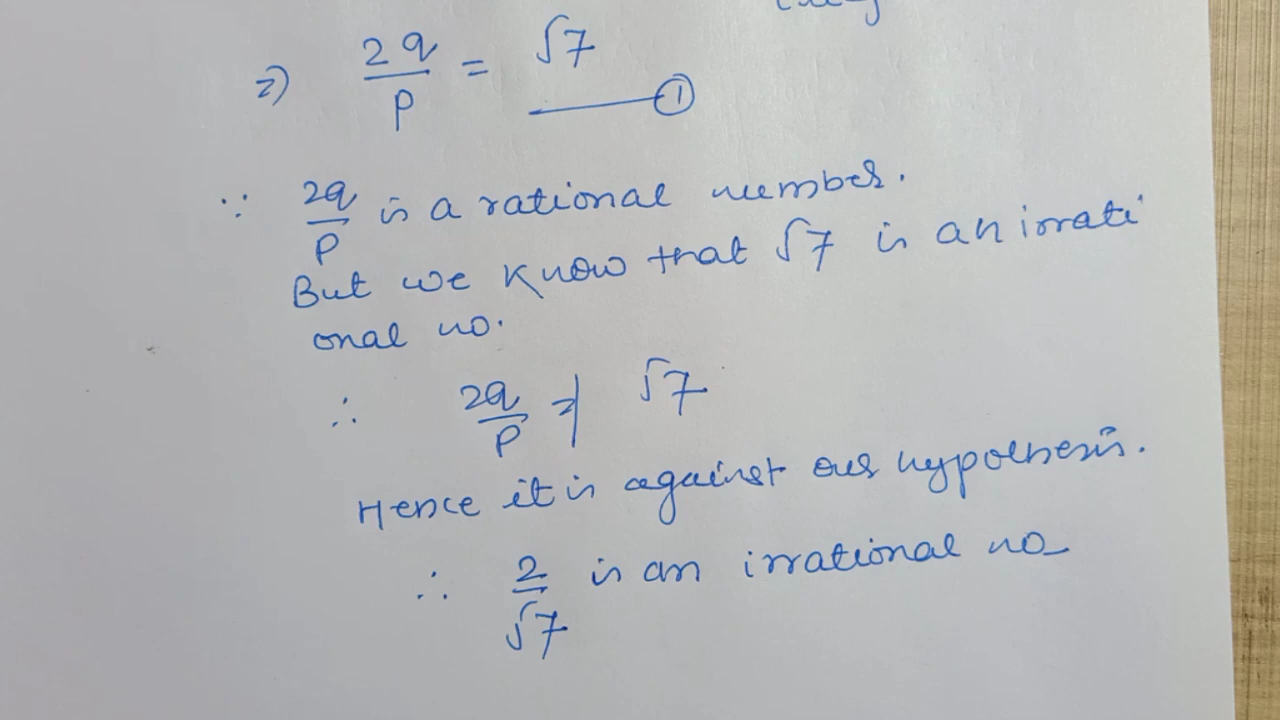 ⇒ 2q/p = √7 ——— ①
∵ 2q/p is a rational number.
But we know that √7 is an irrati
onal no.
∴ 2q/p ≠ √7
Hence it is against our hypothesis.
∴ 2/√7 is an irrational no